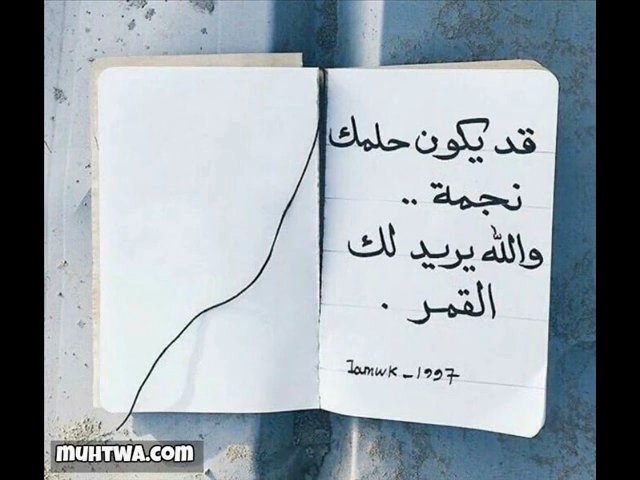 قد يكون حلمك
نجمة ..
والله يريد لك
القمر .
Iamwk_1997
MUHTWA.COM